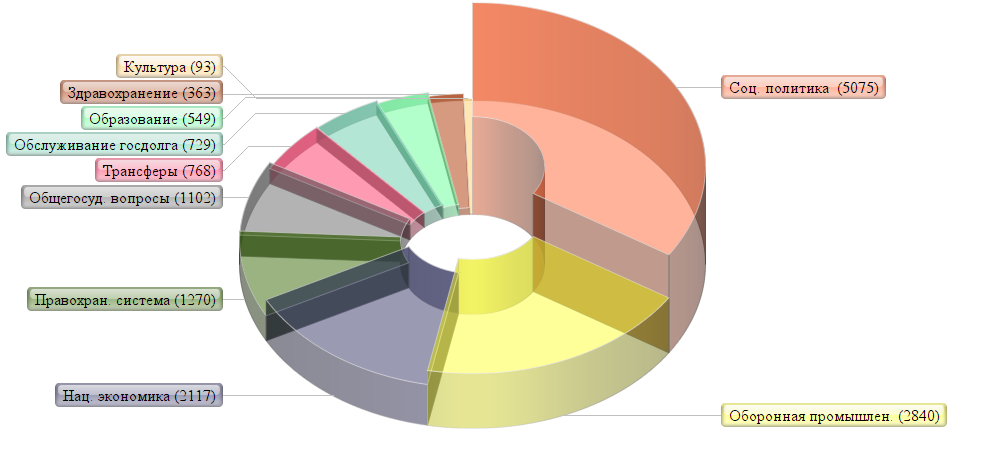 Культура (93)
Здравохранение (363)
Образование (549)
Обслуживание госдолга (729)
Трансферы (768)
Общегосуд. вопросы (1102)
Правохран. система (1270)
Нац. экономика (2117)
Соц. политика (5075)
Оборонная промышлен. (2840)